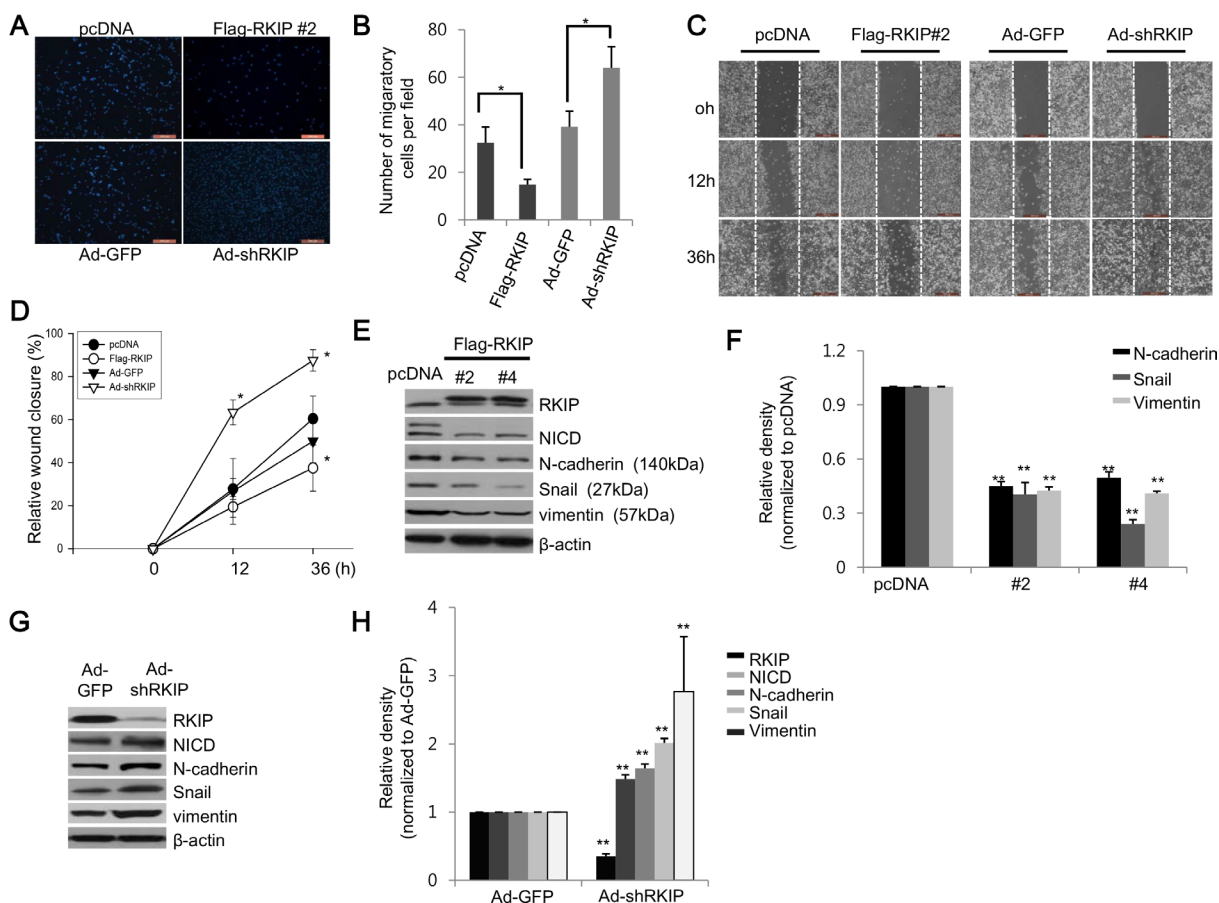 A
pcDNA
Flag-RKIP #2
Ad-GFP
Ad-shRKIP
B
Number of migaratory
cells per field
80
60
40
20
0
*
*
pcDNA
Flag-RKIP
Ad-GFP
Ad-shRKIP
C
pcDNA
Flag-RKIP#2
Ad-GFP
Ad-shRKIP
oh
12h
36h
D
Relative wound closure (%)
100
80
60
40
20
0
pcDNA
Flag-RKIP
Ad-GFP
Ad-shRKIP
*
*
*
0
12
36 (h)
E
Flag-RKIP
pcDNA
#2
#4
RKIP
NICD
N-cadherin (140kDa)
Snail (27kDa)
vimentin (57kDa)
β-actin
F
Relative density
(normalized to pcDNA)
1.2
0.9
0.6
0.3
0
N-cadherin
Snail
Vimentin
**
**
**
**
**
**
pcDNA
#2
#4
G
Ad-
GFP
Ad-
shRKIP
RKIP
NICD
N-cadherin
Snail
vimentin
β-actin
H
Relative density
(normalized to Ad-GFP)
4
3
2
1
0
**
**
**
**
**
RKIP
NICD
N-cadherin
Snail
Vimentin
Ad-GFP
Ad-shRKIP